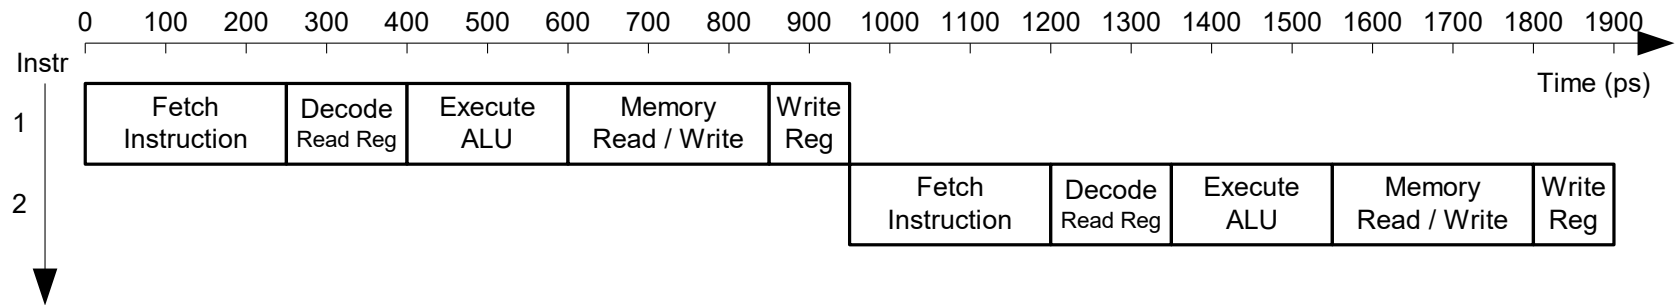 0 100 200 300 400 500 600 700 800 900 1000 1100 1200 1300 1400 1500 1600 1700 1800 1900
Instr
Time (ps)
1
Fetch
Instruction
Decode
Read Reg
Execute
ALU
Memory
Read / Write
Write
Reg
2
Fetch
Instruction
Decode
Read Reg
Execute
ALU
Memory
Read / Write
Write
Reg